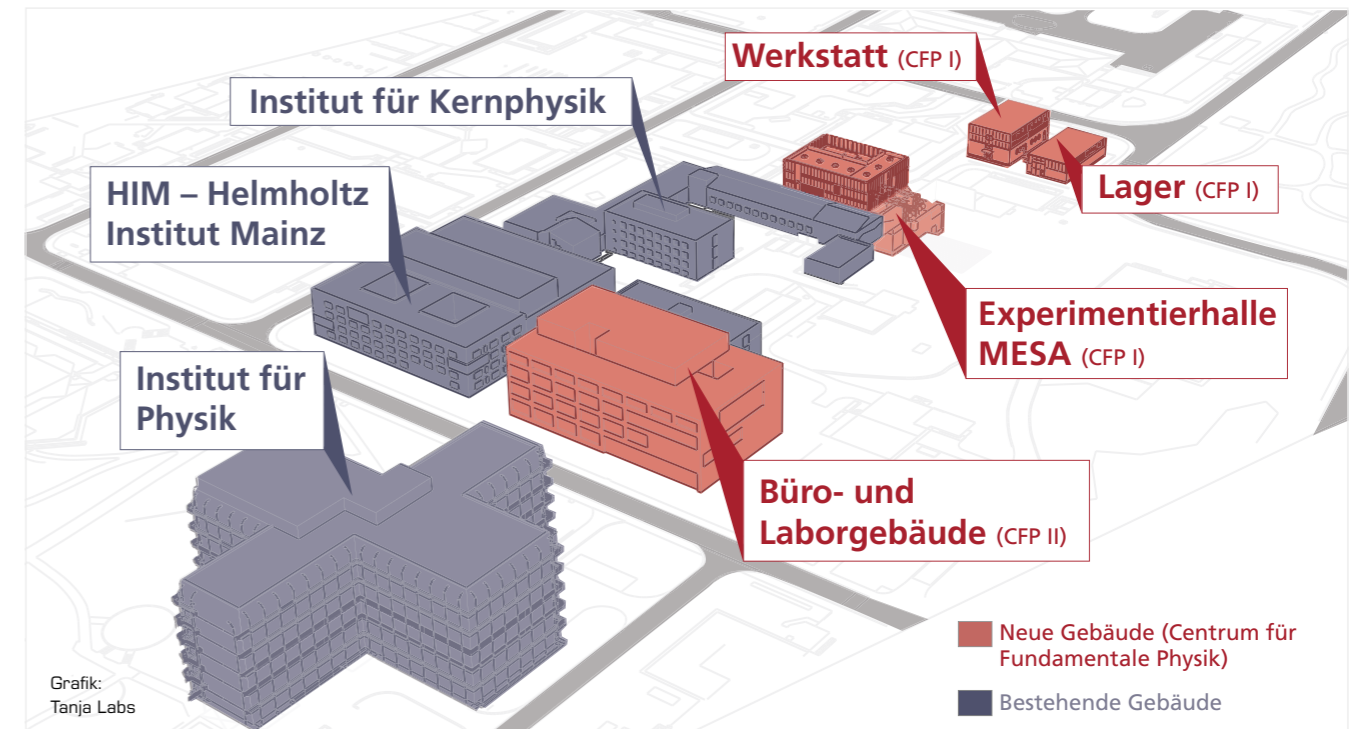 Werkstatt (CFP I)
Institut für Kernphysik
HIM – Helmholtz
Institut Mainz
Lager (CFP I)
Experimentierhalle
MESA (CFP I)
Institut für
Physik
Büro- und
Laborgebäude (CFP II)
Neue Gebäude (Centrum für
Fundamentale Physik)
Bestehende Gebäude
Grafik:
Tanja Labs